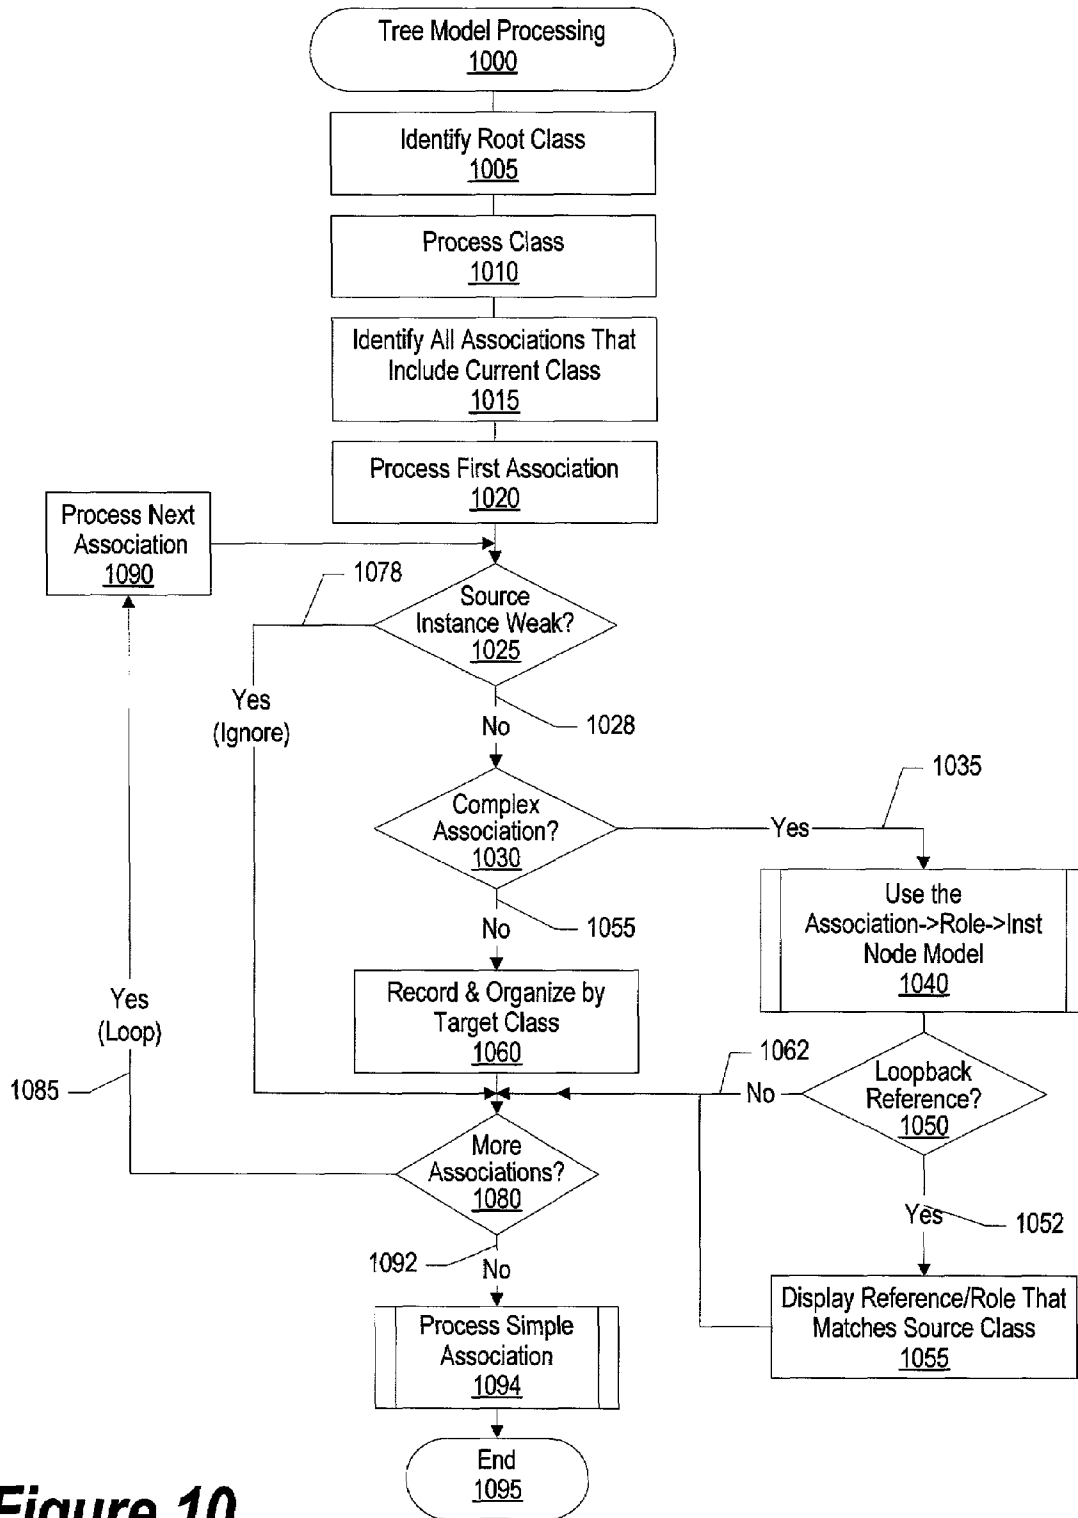 Tree Model Processing
1000
Identify Root Class
1005
Process Class
1010
Identify All Associations That
Include Current Class
1015
Process First Association
1020
Process Next
Association
1090
1078
Source
Instance Weak?
1025
Yes
(Ignore)
No
1028
Complex
Association?
1030
Yes
1035
Use the
Association->Role->Inst
Node Model
1040
No
1055
Record & Organize by
Target Class
1060
Yes
(Loop)
1085
1062
No
Loopback
Reference?
1050
More
Associations?
1080
Yes
1052
1092
No
Display Reference/Role That
Matches Source Class
1055
Process Simple
Association
1094
End
1095
Figure 10